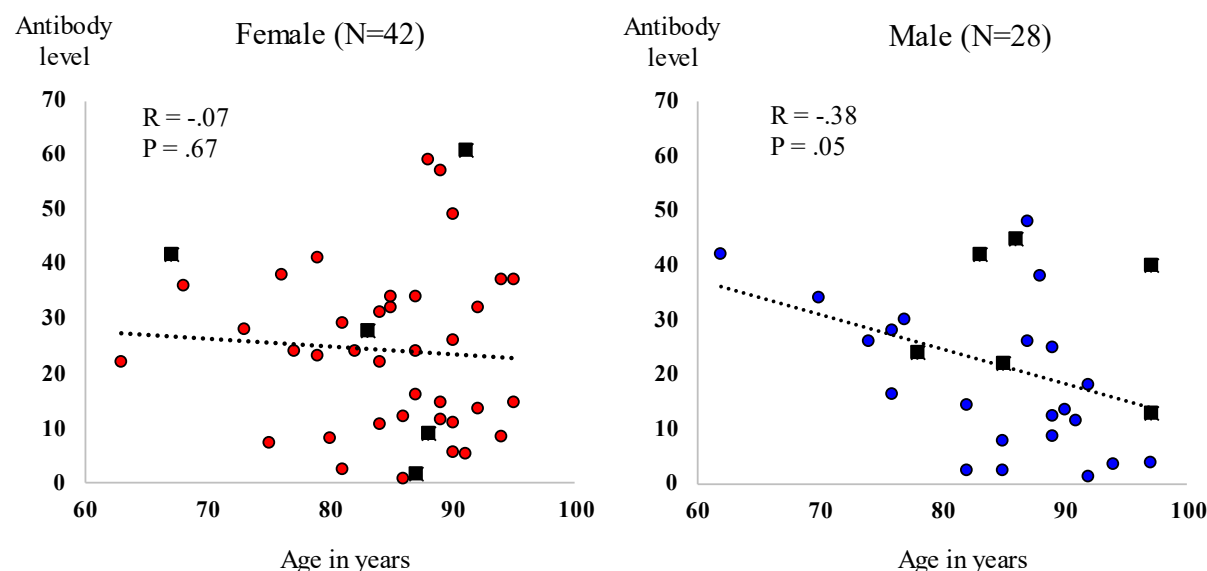 Antibody
level
Female (N=42)
R = -.07
P = .67
70
60
50
40
30
20
10
0
60
70
80
90
100
Age in years
Antibody
level
Male (N=28)
R = -.38
P = .05
70
60
50
40
30
20
10
0
60
70
80
90
100
Age in years